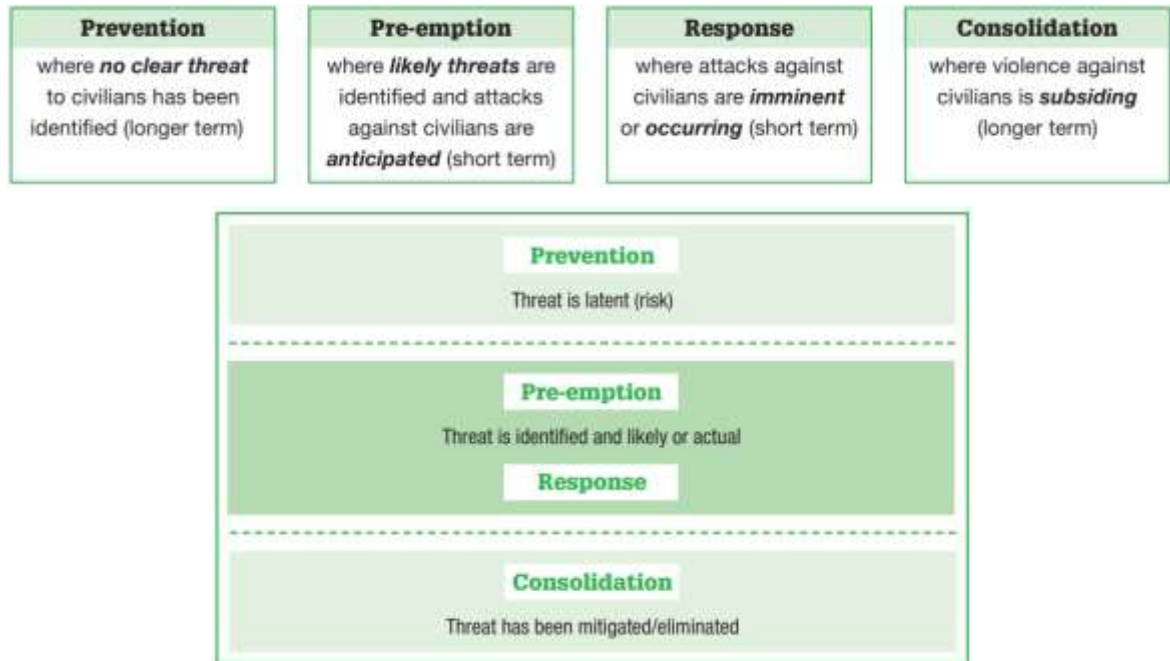 Prevention
where no clear threat
to civilians has been
identified (longer term)
Pre-emption
where likely threats are
identified and attacks
against civilians are
anticipated (short term)
Response
where attacks against
civilians are imminent
or occurring (short term)
Consolidation
where violence against
civilians is subsiding
(longer term)
Prevention
Threat is latent (risk)
Pre-emption
Threat is identified and likely or actual
Response
Consolidation
Threat has been mitigated/eliminated